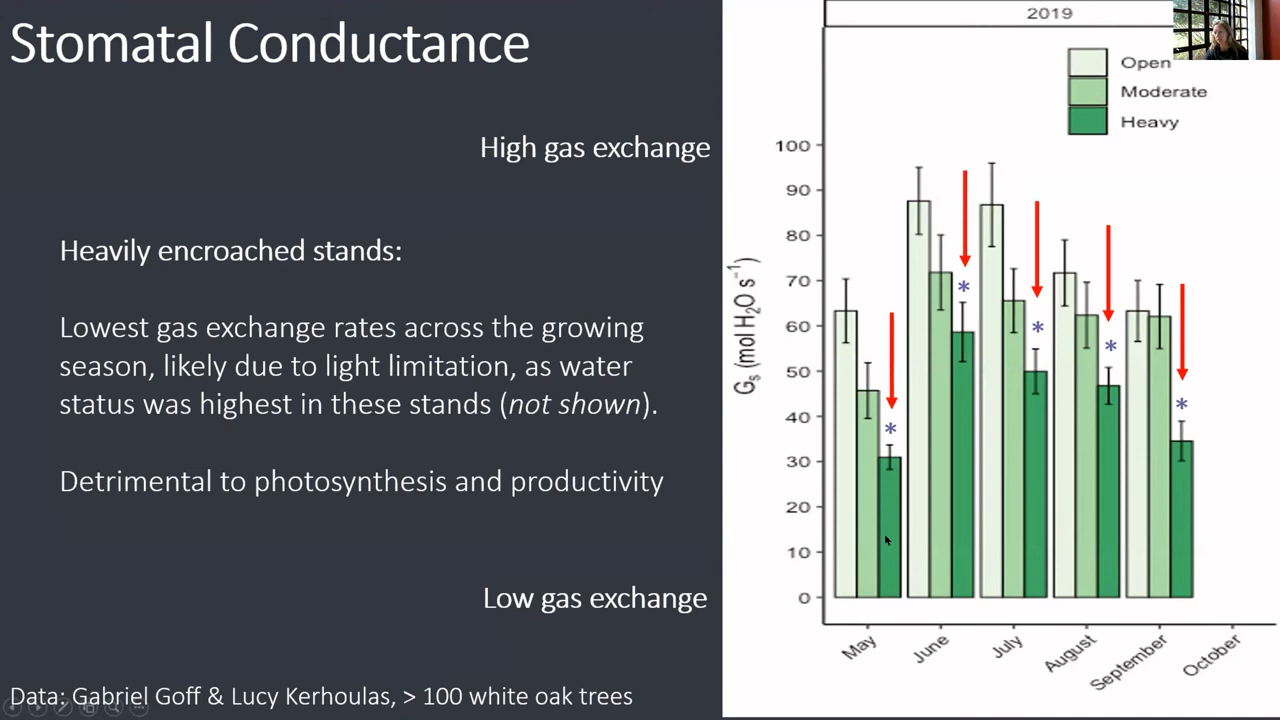 Stomatal Conductance
High gas exchange
Heavily encroached stands:
Lowest gas exchange rates across the growing
season, likely due to light limitation, as water
status was highest in these stands (not shown).
Detrimental to photosynthesis and productivity
Low gas exchange
Data; Gabriel Goff & Lucy Kerhoulas, > 100 white oak trees
2019
Open
Moderate
Heavy
Gs (mol H2O s⁻¹)
100
90
80
70
60
50
40
30
20
10
0
*
*
*
*
*
May
June
July
August
September
October